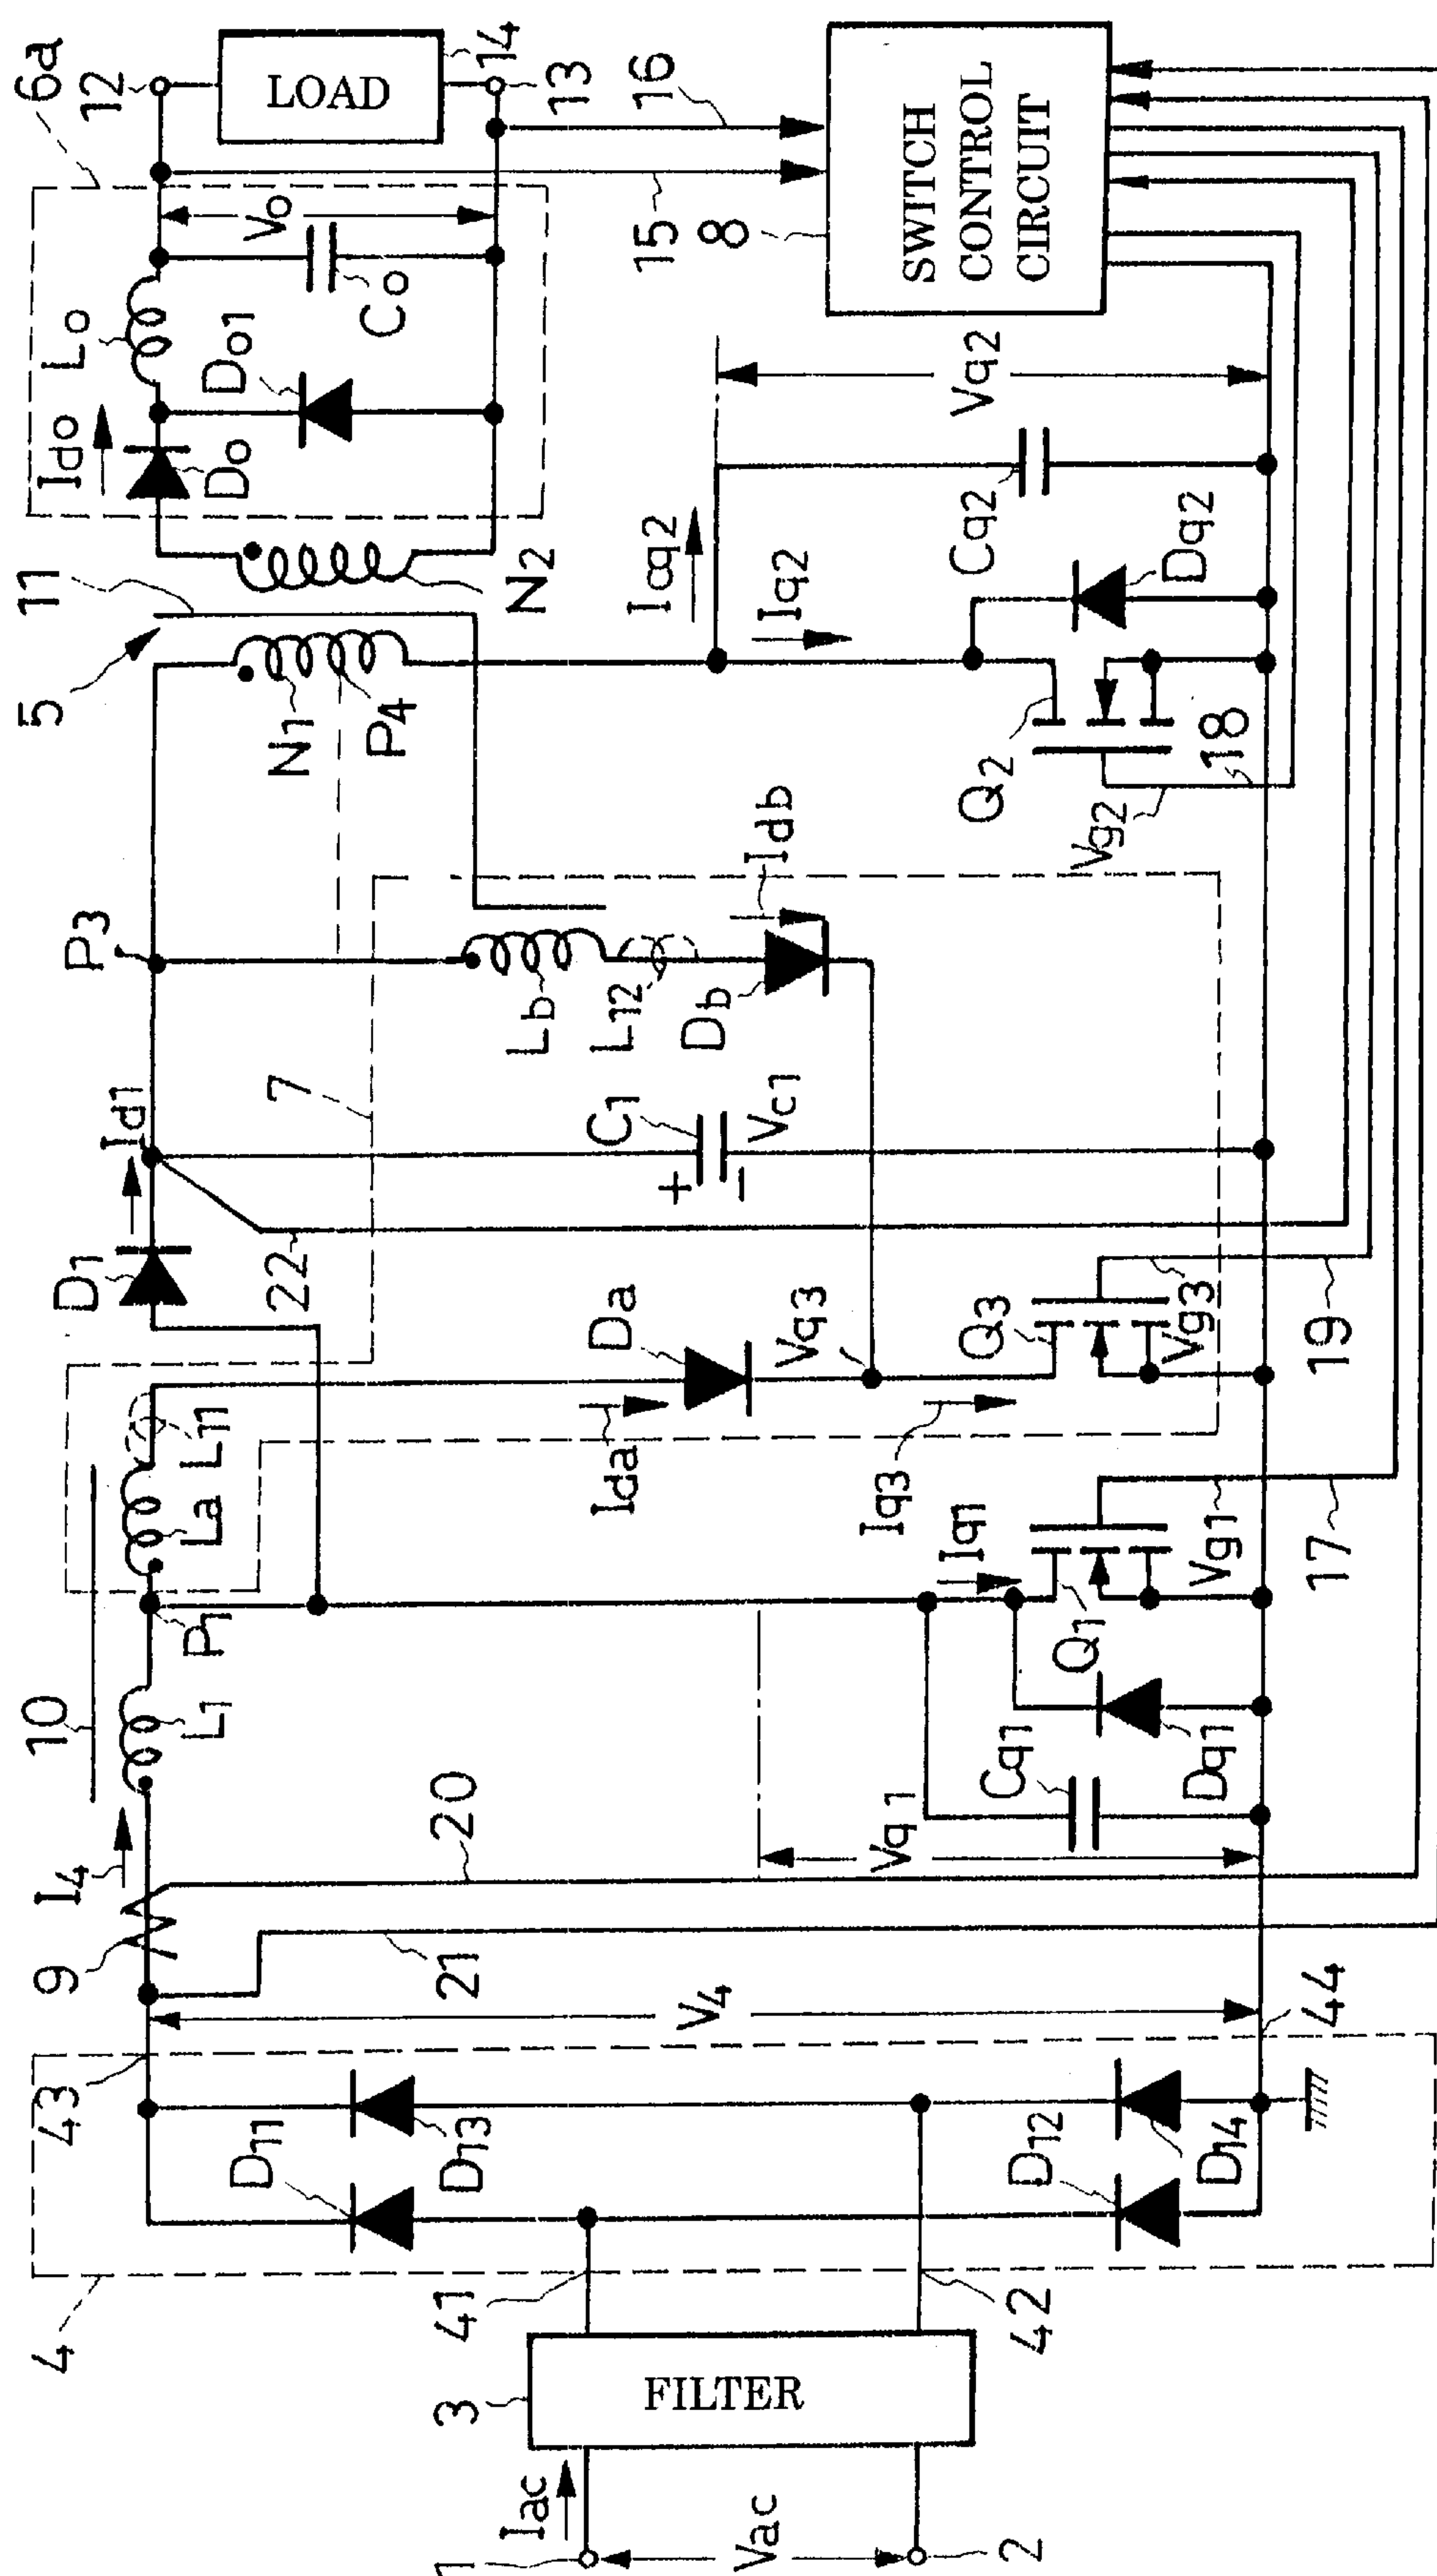 6a
12
LOAD
14
13
16
15
8
SWITCH
CONTROL
CIRCUIT
Vo
Lo
Co
Do1
Ido
Do
5
11
N2
N1
P4
Icq2
Iq2
Vq2
Cq2
Dq2
Q2
18
Vg2
P3
7
Lb
L12
Db
Idb
Id1
D1
22
C1
+
−
Vc1
Da
Vq3
Q3
Vg3
19
Ida
Iq3
10
La
L11
P1
L1
Iq1
Q1
Vg1
17
Cq1
Dq1
Vq1
20
I4
9
21
V4
43
44
4
D11
D13
D12
D14
41
42
3
FILTER
Iac
Vac
1
2